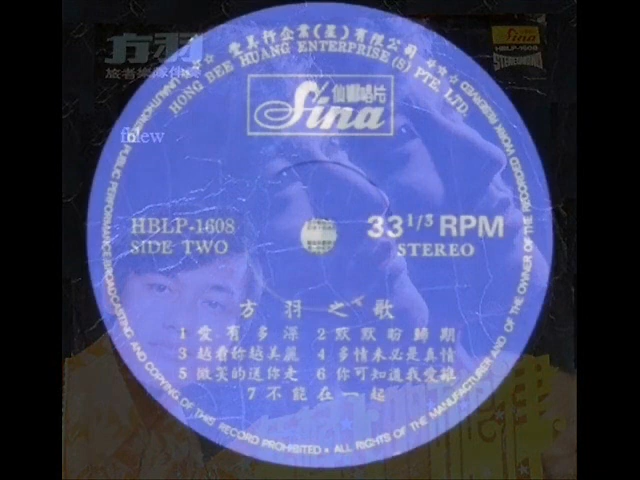 方羽
旅者樂隊伴奏
Sina
HBLP-1608
STEREO
豐其行企業(星)有限公司
HONG BEE HUANG ENTERPRISE (S) PTE. LTD.
仙娜唱片
Sina
fhlew
HBLP-1608
SIDE TWO
33 1/3 RPM
STEREO
方羽之歌
1 愛有多深 2 默默盼歸期
3 越看妳越美麗 4 多情未必是真情
5 微笑的送你走 6 你可知道我愛誰
7 不能在一起
UNAUTHORISED PUBLIC PERFORMANCE BROADCASTING AND COPYING OF THIS RECORD PROHIBITED • ALL RIGHTS OF THE MANUFACTURER AND OF THE OWNER OF THE RECORDED WORK RESERVED